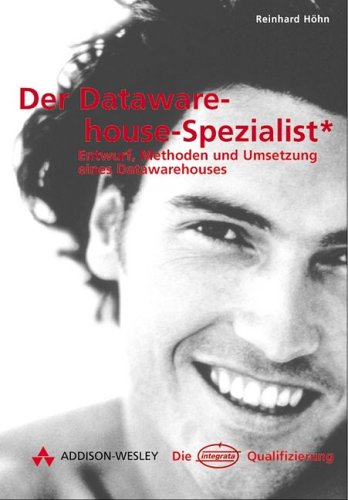 Reinhard Höhn
Der Dataware-
house-Spezialist*
Entwurf, Methoden und Umsetzung
eines Datawarehouses
ADDISON-WESLEY Die integrata Qualifizierung